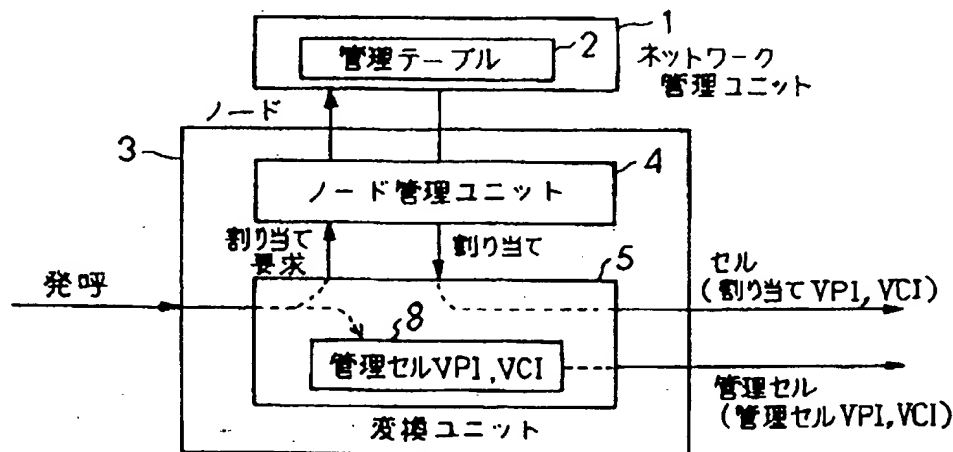 1
管理テーブル
2
ネットワーク
管理ユニット
ノード
3
4
ノード管理ユニット
割り当て
要求
割り当て
5
発呼
セル
(割り当てVPI,VCI)
8
管理セルVPI,VCI
管理セル
(管理セルVPI,VCI)
変換ユニット